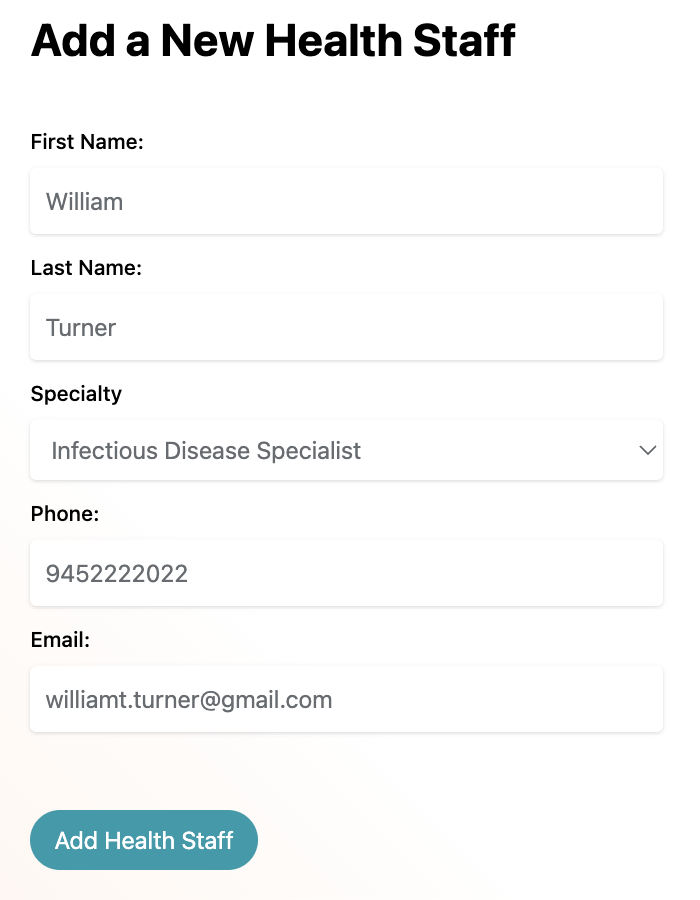 Add a New Health Staff
First Name:
William
Last Name:
Turner
Specialty
Infectious Disease Specialist
Phone:
9452222022
Email:
williamt.turner@gmail.com
Add Health Staff